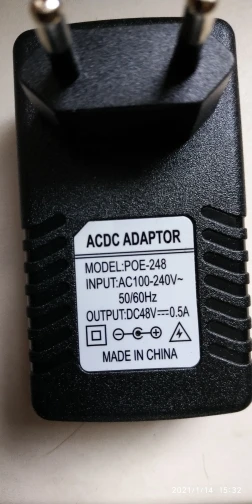 ACDC ADAPTOR
MODEL:POE-248
INPUT:AC100-240V~
50/60Hz
OUTPUT:DC48V⎓0.5A
MADE IN CHINA
2021/1/14 15:32